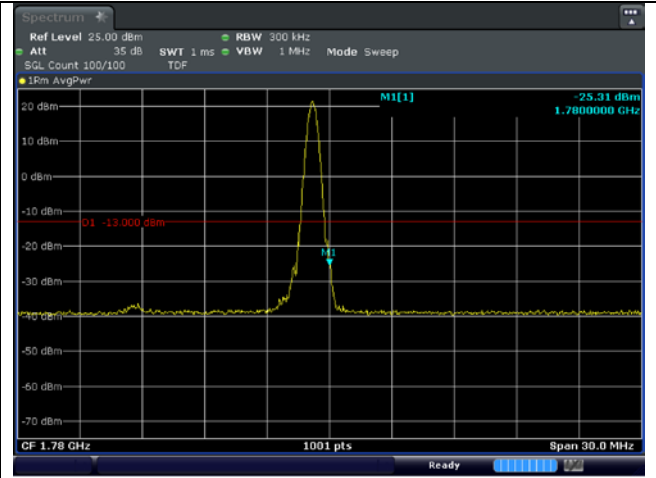 Spectrum
Ref Level 25.00 dBm RBW 300 kHz
Att 35 dB SWT 1 ms VBW 1 MHz Mode Sweep
SGL Count 100/100 TDF
1Rm AvgPwr
M1[1] -25.31 dBm
1.7800000 GHz
20 dBm
10 dBm
0 dBm
-10 dBm
D1 -13.000 dBm
-20 dBm
M1
-30 dBm
-40 dBm
-50 dBm
-60 dBm
-70 dBm
CF 1.78 GHz 1001 pts Span 30.0 MHz
Ready